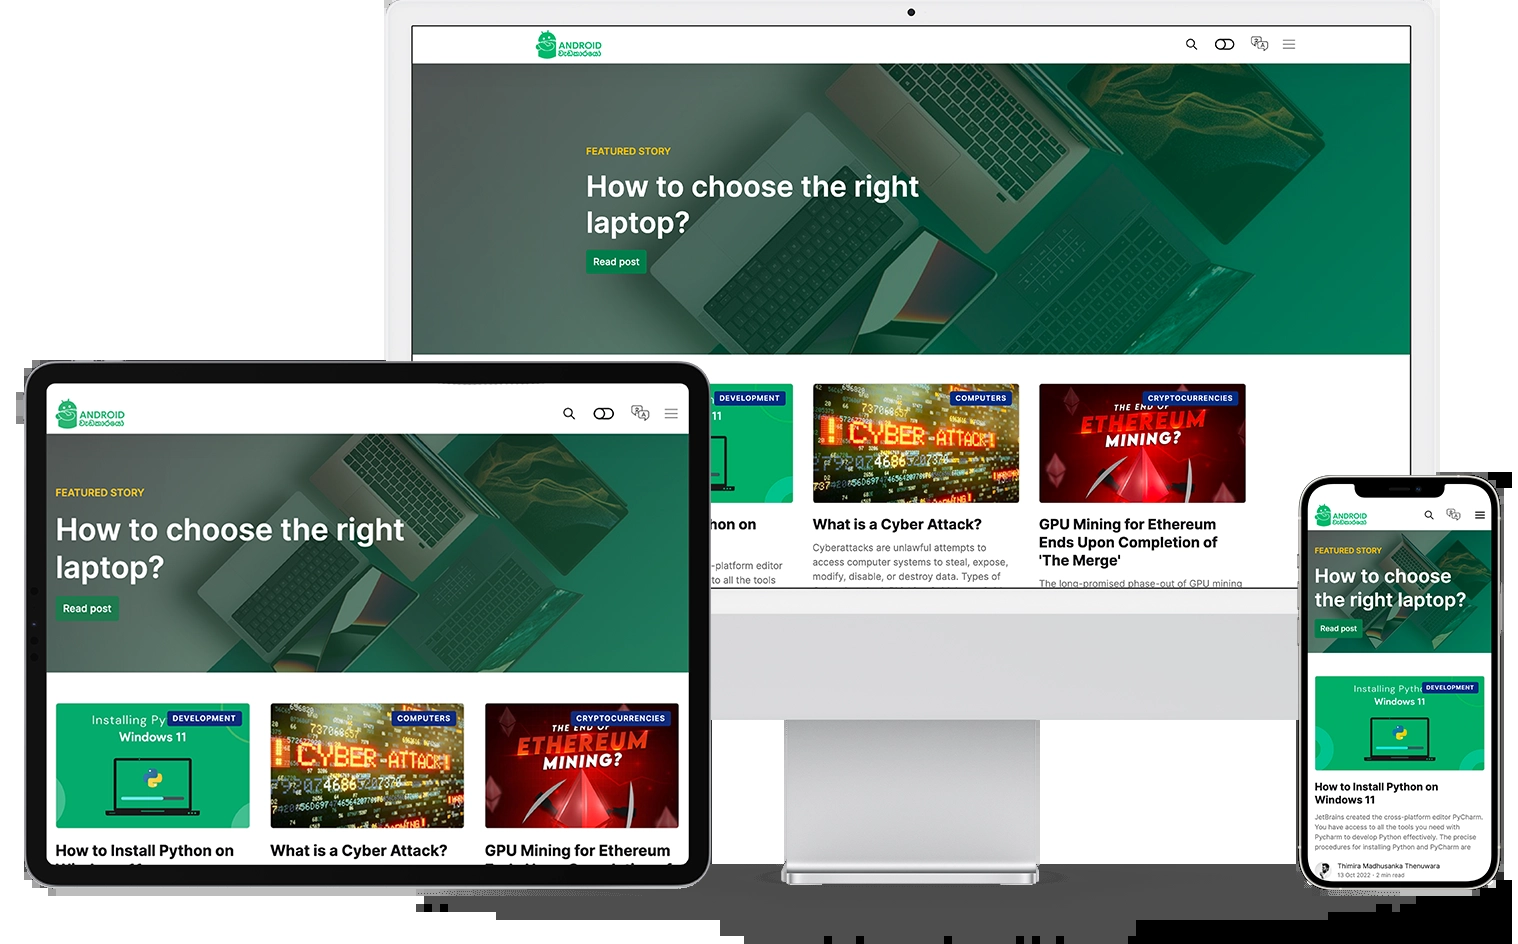 ANDROID
වැඩකාරයෝ
FEATURED STORY
How to choose the right
laptop?
Read post
DEVELOPMENT
11
COMPUTERS
CYBER-ATTACK!
CRYPTOCURRENCIES
THE END OF
ETHEREUM
MINING?
hon on
-platform editor
to all the tools
What is a Cyber Attack?
Cyberattacks are unlawful attempts to
access computer systems to steal, expose,
modify, disable, or destroy data. Types of
GPU Mining for Ethereum
Ends Upon Completion of
'The Merge'
The long-promised phase-out of GPU mining
ANDROID
වැඩකාරයෝ
FEATURED STORY
How to choose the right
laptop?
Read post
Installing Py
DEVELOPMENT
Windows 11
COMPUTERS
CYBER-ATTACK!
CRYPTOCURRENCIES
THE END OF
ETHEREUM
MINING?
How to Install Python on
What is a Cyber Attack?
GPU Mining for Ethereum
ANDROID
වැඩකාරයෝ
FEATURED STORY
How to choose
the right laptop?
Read post
Installing Pyth
DEVELOPMENT
Windows 11
How to Install Python on
Windows 11
JetBrains created the cross-platform editor PyCharm.
You have access to all the tools you need with
Pycharm to develop Python effectively. The precise
procedures for installing Python and PyCharm are
Thimira Madhusanka Thenuwara
13 Oct 2022 · 2 min read